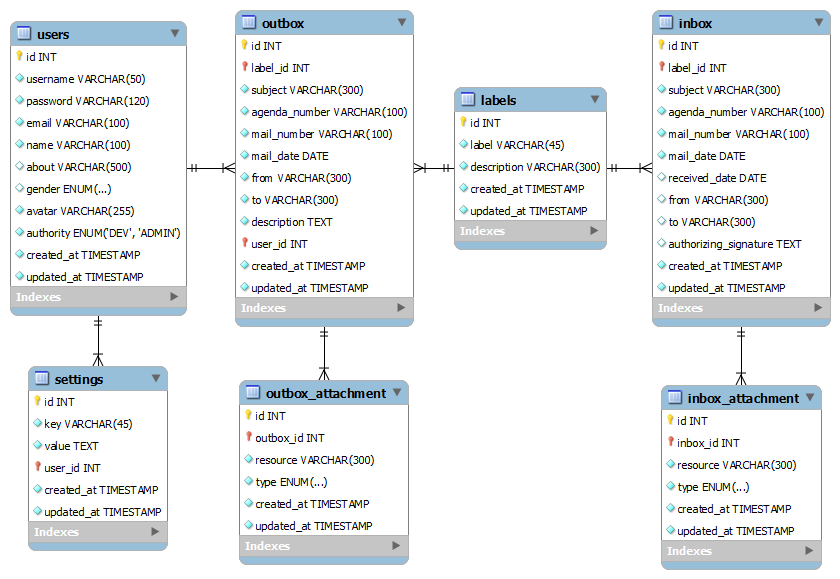 users
id INT
username VARCHAR(50)
password VARCHAR(120)
email VARCHAR(100)
name VARCHAR(100)
about VARCHAR(500)
gender ENUM(...)
avatar VARCHAR(255)
authority ENUM('DEV', 'ADMIN')
created_at TIMESTAMP
updated_at TIMESTAMP
Indexes
outbox
id INT
label_id INT
subject VARCHAR(300)
agenda_number VARCHAR(100)
mail_number VARCHAR(100)
mail_date DATE
from VARCHAR(300)
to VARCHAR(300)
description TEXT
user_id INT
created_at TIMESTAMP
updated_at TIMESTAMP
Indexes
labels
id INT
label VARCHAR(45)
description VARCHAR(300)
created_at TIMESTAMP
updated_at TIMESTAMP
Indexes
inbox
id INT
label_id INT
subject VARCHAR(300)
agenda_number VARCHAR(100)
mail_number VARCHAR(100)
mail_date DATE
received_date DATE
from VARCHAR(300)
to VARCHAR(300)
authorizing_signature TEXT
created_at TIMESTAMP
updated_at TIMESTAMP
Indexes
settings
id INT
key VARCHAR(45)
value TEXT
user_id INT
created_at TIMESTAMP
updated_at TIMESTAMP
Indexes
outbox_attachment
id INT
outbox_id INT
resource VARCHAR(300)
type ENUM(...)
created_at TIMESTAMP
updated_at TIMESTAMP
Indexes
inbox_attachment
id INT
inbox_id INT
resource VARCHAR(300)
type ENUM(...)
created_at TIMESTAMP
updated_at TIMESTAMP
Indexes